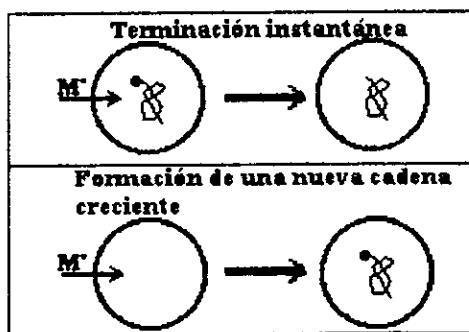 Terminación instantánea
M·
Formación de una nueva cadena
creciente
M·